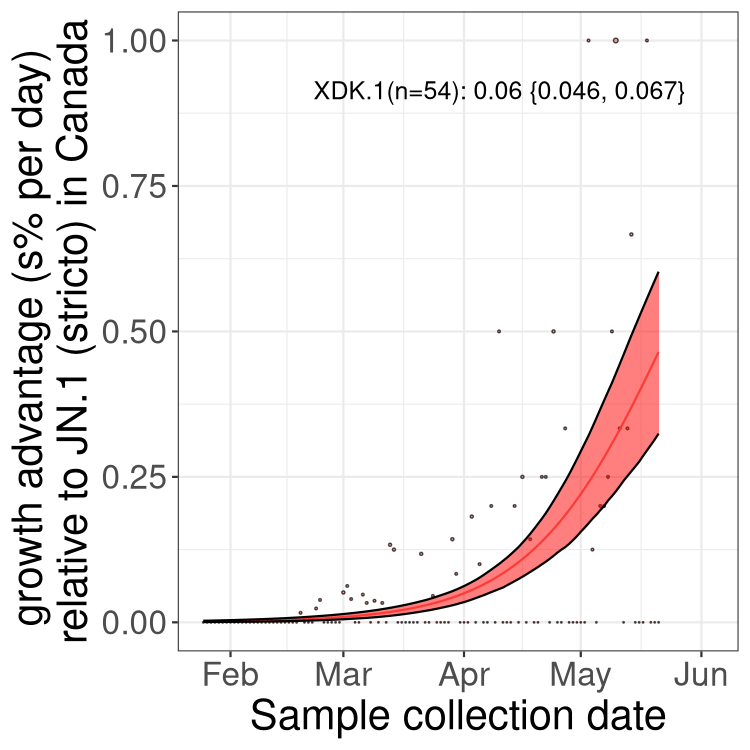 growth advantage (s% per day)
relative to JN.1 (stricto) in Canada
1.00
0.75
0.50
0.25
0.00
XDK.1(n=54): 0.06 {0.046, 0.067}
Feb Mar Apr May Jun
Sample collection date